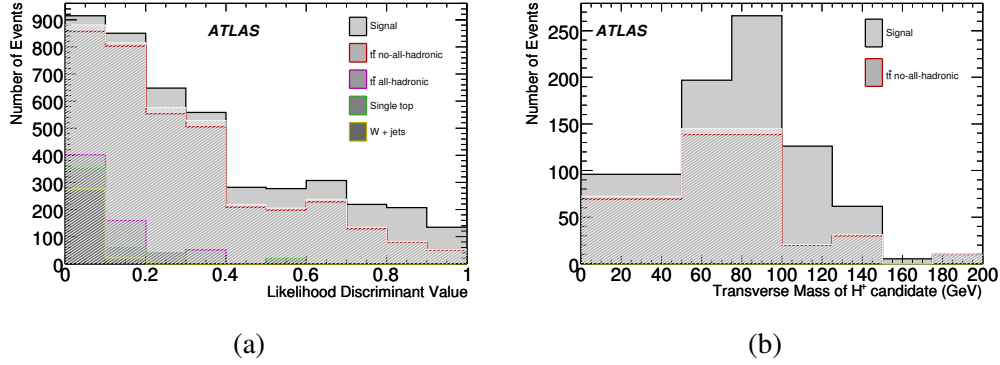 Number of Events
900
800
700
600
500
400
300
200
100
0
0
0.2
0.4
0.6
0.8
1
Likelihood Discriminant Value
ATLAS
Signal
tt̄ no-all-hadronic
tt̄ all-hadronic
Single top
W + jets
(a)
Number of Events
250
200
150
100
50
0
0
20
40
60
80
100
120
140
160
180
200
Transverse Mass of H⁺ candidate (GeV)
ATLAS
Signal
tt̄ no-all-hadronic
(b)